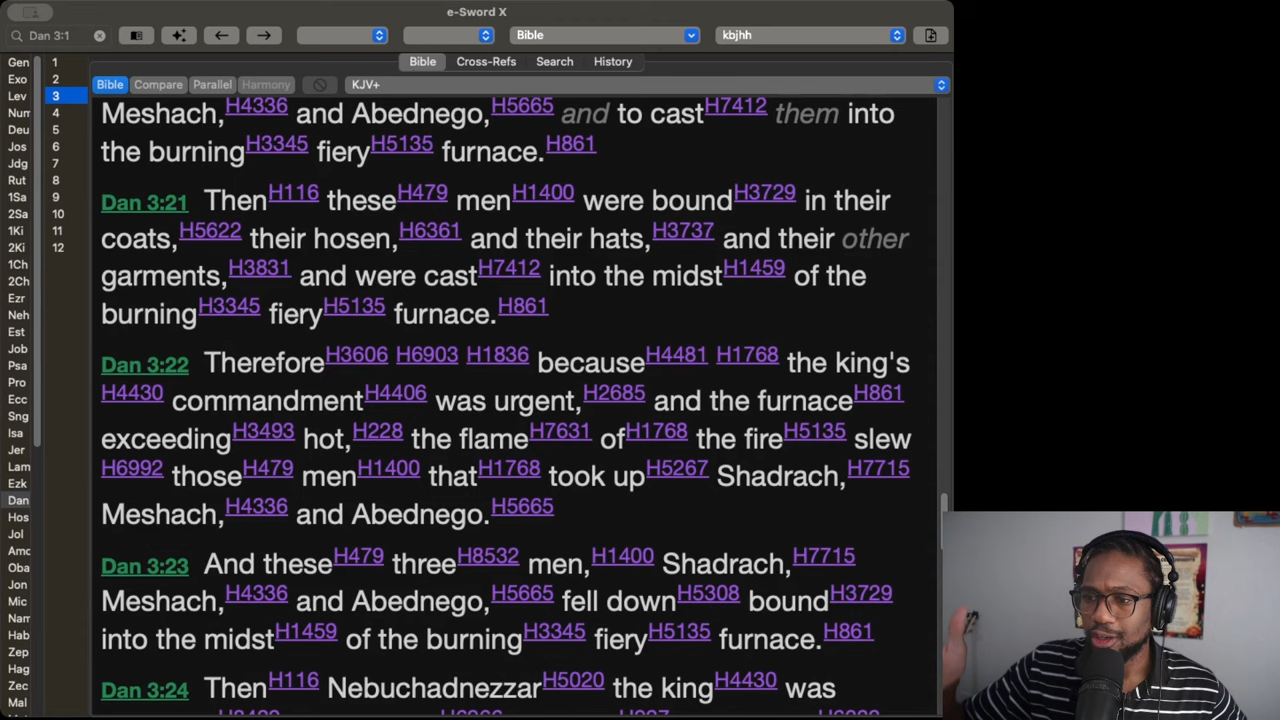 e-Sword X
Dan 3:1
Bible
kbjhh
Bible Cross-Refs Search History
Bible Compare Parallel Harmony KJV+
Gen
Exo
Lev
Num
Deu
Jos
Jdg
Rut
1Sa
2Sa
1Ki
2Ki
1Ch
2Ch
Ezr
Neh
Est
Job
Psa
Pro
Ecc
Sng
Isa
Jer
Lam
Ezk
Dan
Hos
Jol
Amo
Oba
Jon
Mic
Nam
Hab
Zep
Hag
Zec
Mal
1
2
3
4
5
6
7
8
9
10
11
12
Meshach,H4336 and Abednego,H5665 and to castH7412 them into
the burningH3345 fieryH5135 furnace.H861
Dan 3:21 ThenH116 theseH479 menH1400 were boundH3729 in their
coats,H5622 their hosen,H6361 and their hats,H3737 and their other
garments,H3831 and were castH7412 into the midstH1459 of the
burningH3345 fieryH5135 furnace.H861
Dan 3:22 ThereforeH3606 H6903 H1836 becauseH4481 H1768 the king's
H4430 commandmentH4406 was urgent,H2685 and the furnaceH861
exceedingH3493 hot,H228 the flameH7631 ofH1768 the fireH5135 slew
H6992 thoseH479 menH1400 thatH1768 took upH5267 Shadrach,H7715
Meshach,H4336 and Abednego.H5665
Dan 3:23 And theseH479 threeH8532 men,H1400 Shadrach,H7715
Meshach,H4336 and Abednego,H5665 fell downH5308 boundH3729
into the midstH1459 of the burningH3345 fieryH5135 furnace.H861
Dan 3:24 ThenH116 NebuchadnezzarH5020 the kingH4430 was